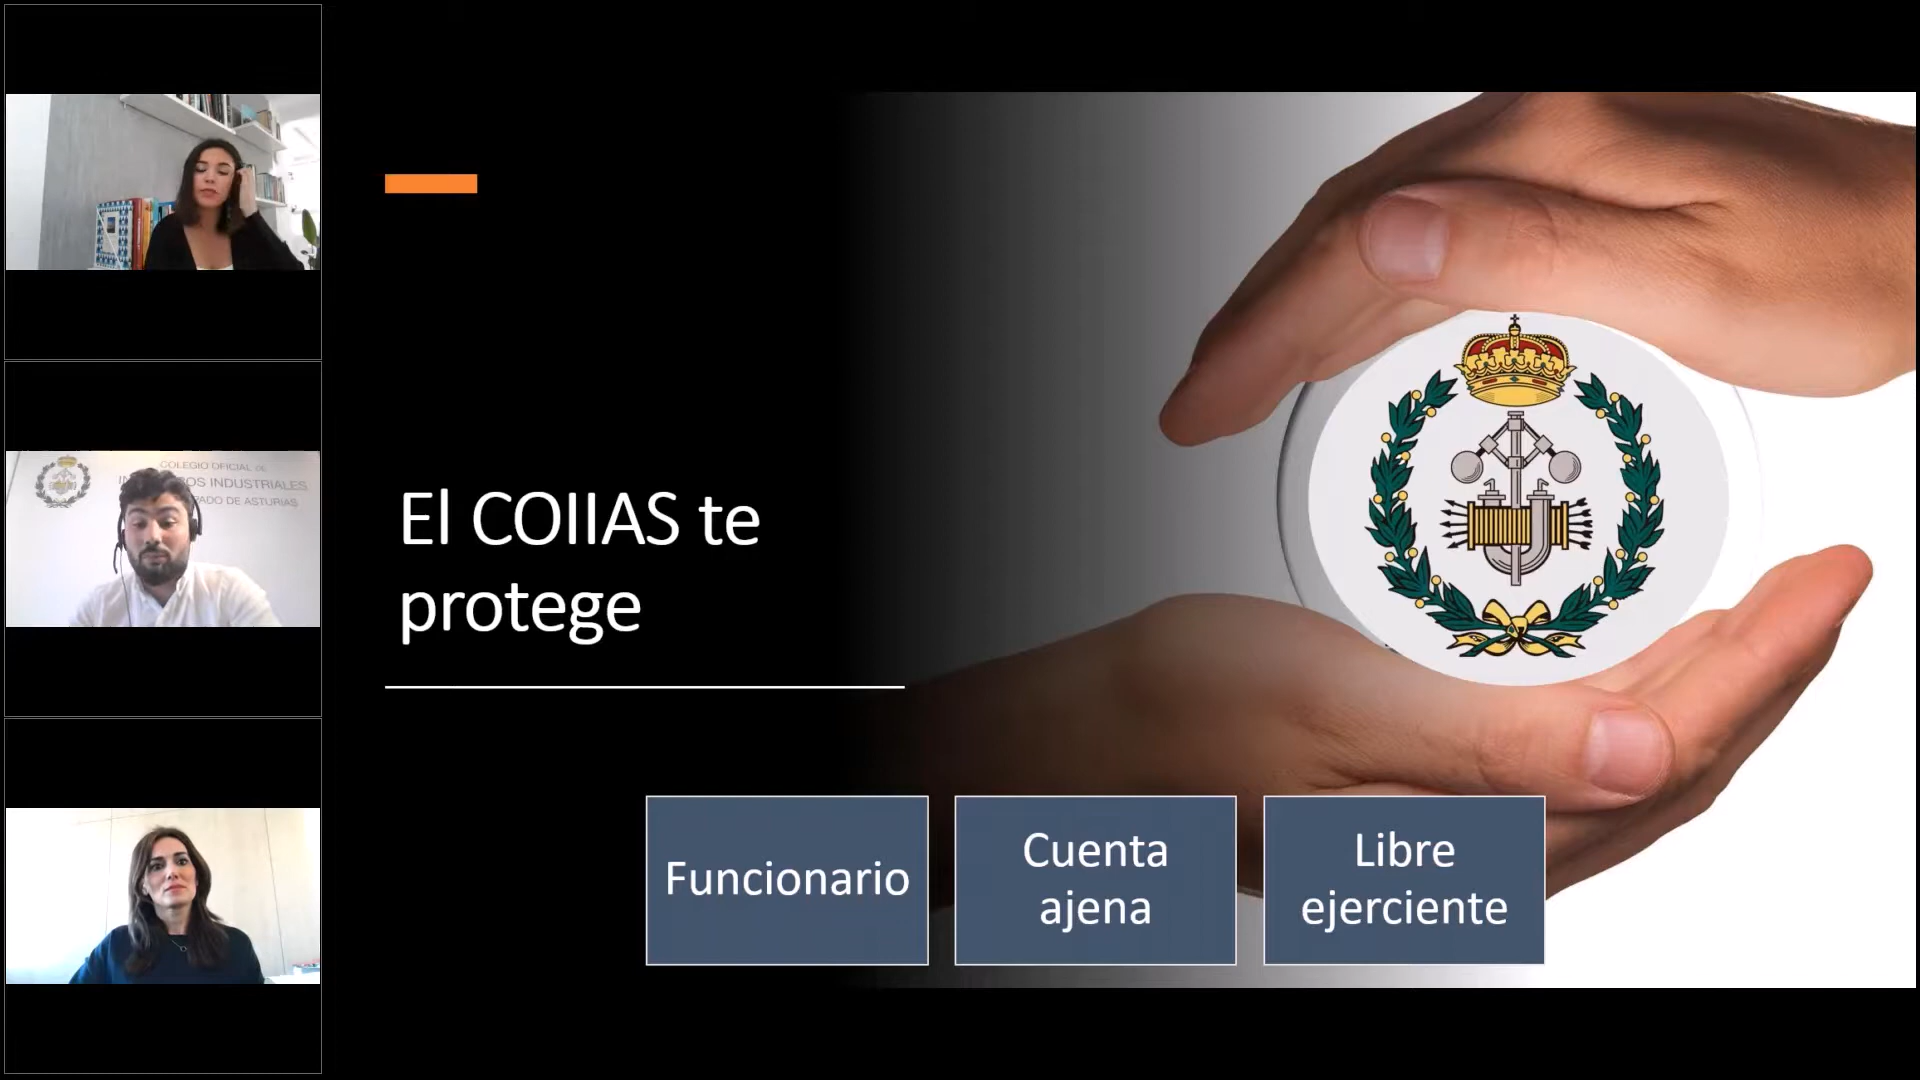 COLEGIO OFICIAL DE
INDUSTRIALES
DE ASTURIAS
El COIIAS te
protege
Funcionario
Cuenta
ajena
Libre
ejerciente